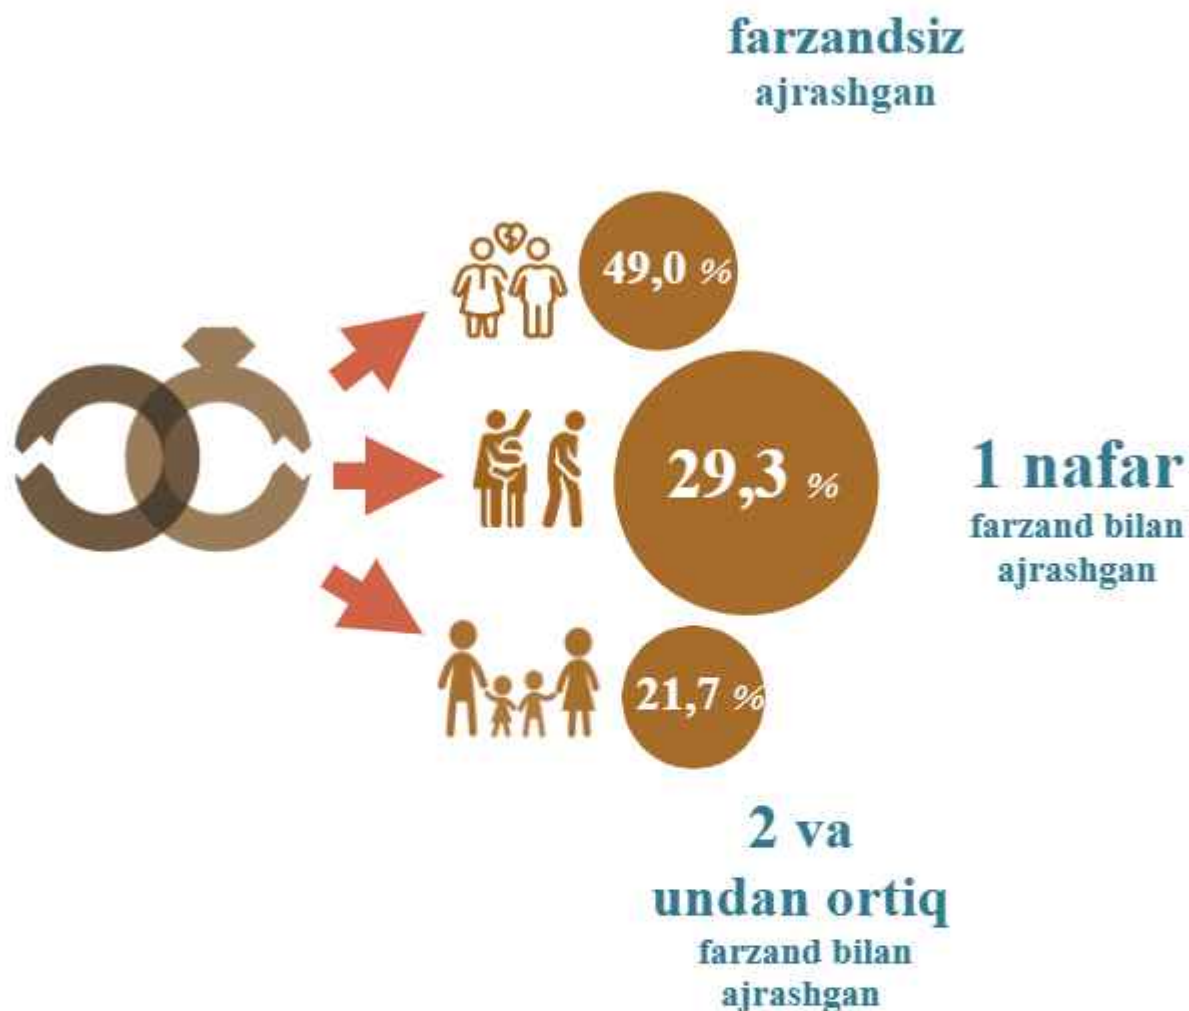 farzandsiz
ajrashgan
49,0 %
29,3 %
1 nafar
farzand bilan
ajrashgan
21,7 %
2 va
undan ortiq
farzand bilan
ajrashgan